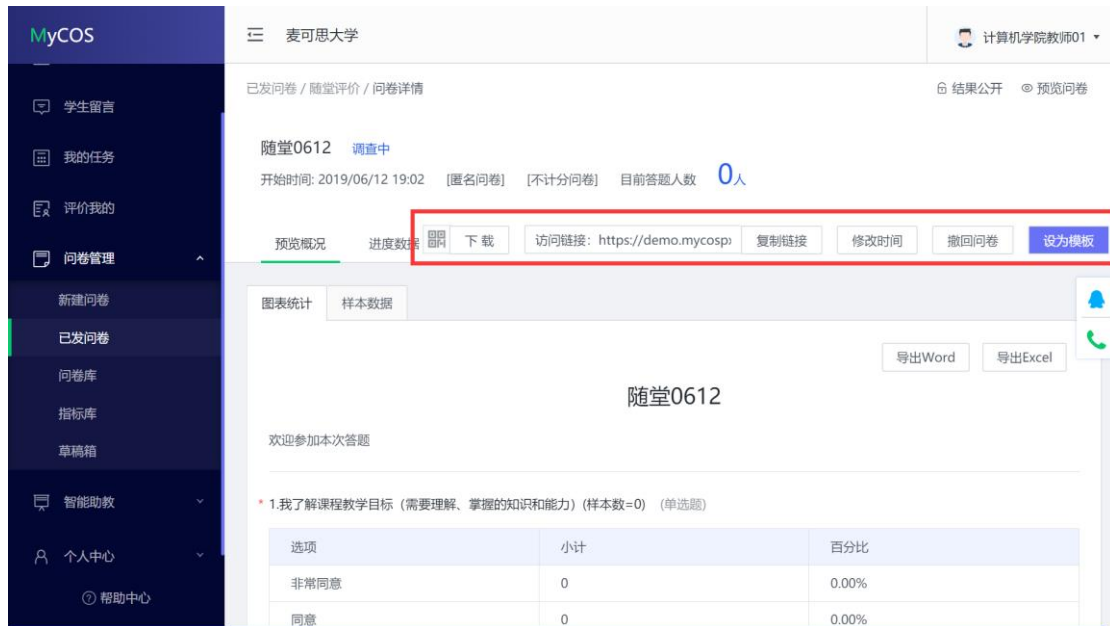 MyCOS
麦可思大学
计算机学院教师01
学生留言
我的任务
评价我的
问卷管理
新建问卷
已发问卷
问卷库
指标库
草稿箱
智能助教
个人中心
帮助中心
已发问卷 / 随堂评价 / 问卷详情
结果公开 预览问卷
随堂0612 调查中
开始时间: 2019/06/12 19:02 [匿名问卷] [不计分问卷] 目前答题人数 0人
预览概况 进度数据 下 载 访问链接：https://demo.mycosp 复制链接 修改时间 撤回问卷 设为模板
图表统计 样本数据
导出Word 导出Excel
随堂0612
欢迎参加本次答题
* 1.我了解课程教学目标（需要理解、掌握的知识和能力）(样本数=0) (单选题)
选项 小计 百分比
非常同意 0 0.00%
同意 0 0.00%